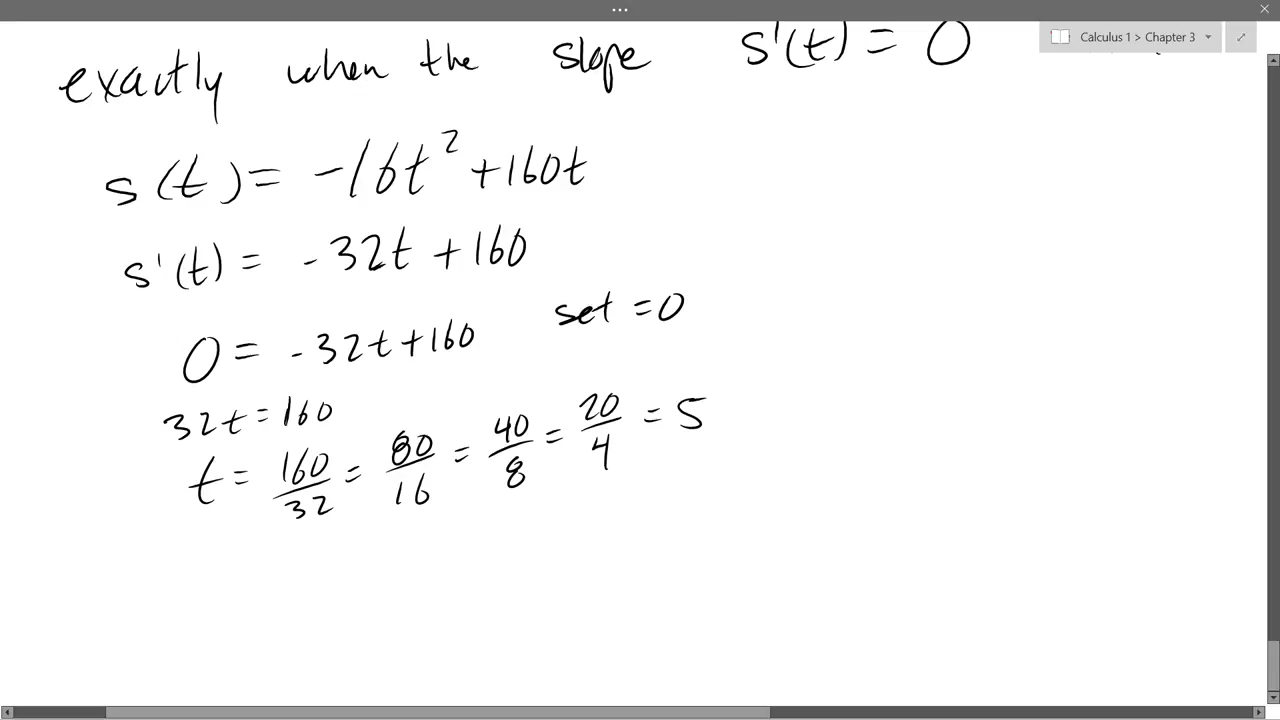 ...
Calculus 1 > Chapter 3
exactly when the slope s'(t) = 0
s(t) = -16t² + 160t
s'(t) = -32t + 160
0 = -32t + 160 set = 0
32t = 160
t = 160/32 = 80/16 = 40/8 = 20/4 = 5